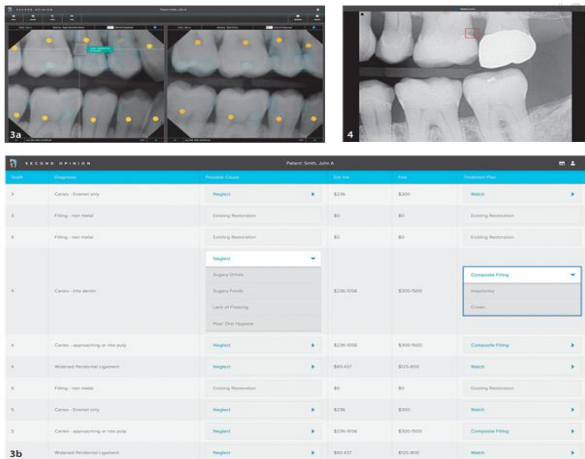 SECOND OPINION
3a
4
SECOND OPINION Patient: Smith, John A
Tooth Diagnosis Probable Cause Est. Ins. Fee Treatment Plan
3 Caries - Enamel only Neglect $236 $300 Watch
3 Filling - non metal Existing Restoration $0 $0 Existing Restoration
4 Filling - non metal Existing Restoration $0 $0 Existing Restoration
Neglect
Sugary Drinks
4 Caries - into dentin Sugary Foods $236-1056 $300-1500
Lack of Flossing
Poor Oral Hygiene
Composite Filling
Inlay/Onlay
Crown
4 Caries - approaching or into pulp Neglect $236-1056 $300-1500 Composite Filling
4 Widened Periodontal Ligament Neglect $83-437 $125-800 Watch
Filling - non metal Existing Restoration $0 $0 Existing Restoration
5 Caries - Enamel only Neglect $236 $300 Watch
5 Caries - approaching or into pulp Neglect $236-1056 $300-1500 Composite Filling
Widened Periodontal Ligament Neglect $83-437 $125-800 Watch
3b